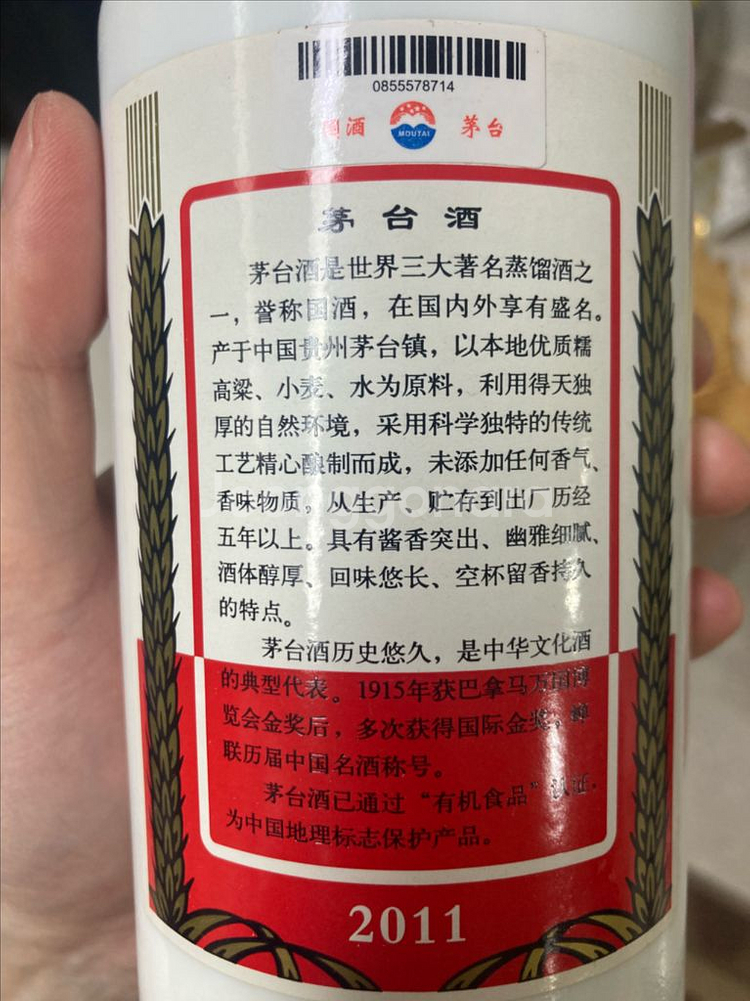 0855578714
国酒 MOUTAI 茅台
茅台酒
茅台酒是世界三大著名蒸馏酒之
一，誉称国酒，在国内外享有盛名。
产于中国贵州茅台镇，以本地优质糯
高粱、小麦、水为原料，利用得天独
厚的自然环境，采用科学独特的传统
工艺精心酿制而成，未添加任何香气、
香味物质。从生产、贮存到出厂历经
五年以上。具有酱香突出、幽雅细腻、
酒体醇厚、回味悠长、空杯留香持久
的特点。
茅台酒历史悠久，是中华文化酒
的典型代表。1915年获巴拿马万国博
览会金奖后，多次获得国际金奖，蝉
联历届中国名酒称号。
茅台酒已通过“有机食品”认证，
为中国地理标志保护产品。
2011